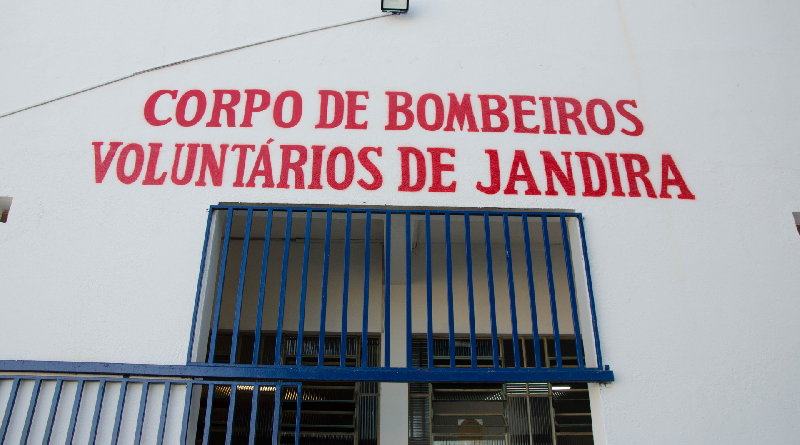 CORPO DE BOMBEIROS
VOLUNTÁRIOS DE JANDIRA